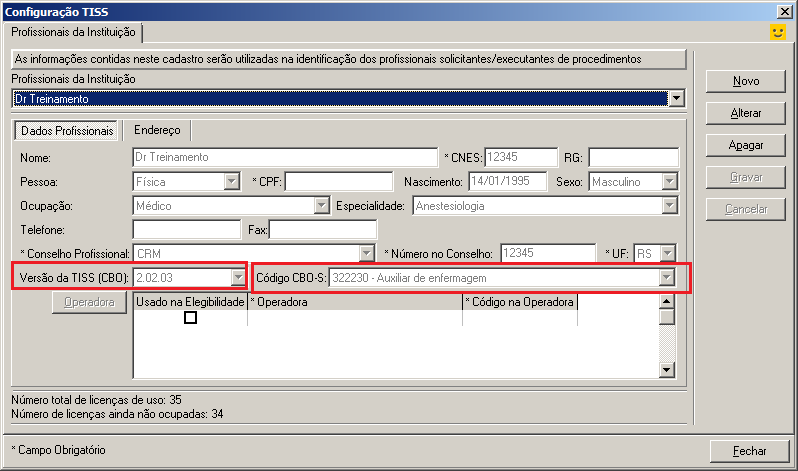 Configuração TISS
Profissionais da Instituição
As informações contidas neste cadastro serão utilizadas na identificação dos profissionais solicitantes/executantes de procedimentos
Profissionais da Instituição
Dr Treinamento
Novo
Alterar
Apagar
Gravar
Cancelar
Dados Profissionais Endereço
Nome: Dr Treinamento * CNES: 12345 RG:
Pessoa: Física * CPF: Nascimento: 14/01/1995 Sexo: Masculino
Ocupação: Médico Especialidade: Anestesiologia
Telefone: Fax:
* Conselho Profissional: CRM * Número no Conselho: 12345 * UF: RS
Versão da TISS (CBO): 2.02.03 Código CBO-S: 322230 - Auxiliar de enfermagem
Operadora Usado na Elegibilidade * Operadora * Código na Operadora
Número total de licenças de uso: 35
Número de licenças ainda não ocupadas: 34
* Campo Obrigatório Fechar